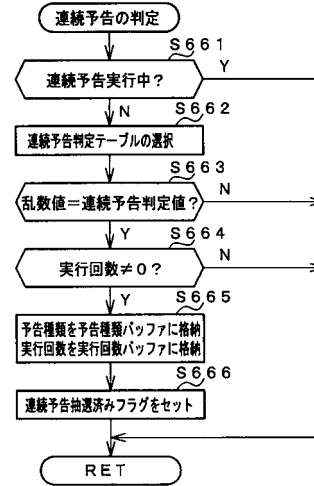 連続予告の判定
S661
連続予告実行中?
Y
N
S662
連続予告判定テーブルの選択
S663
乱数値=連続予告判定値?
N
Y
S664
実行回数≠0?
N
Y
S665
予告種類を予告種類バッファに格納
実行回数を実行回数バッファに格納
S666
連続予告抽選済みフラグをセット
RET